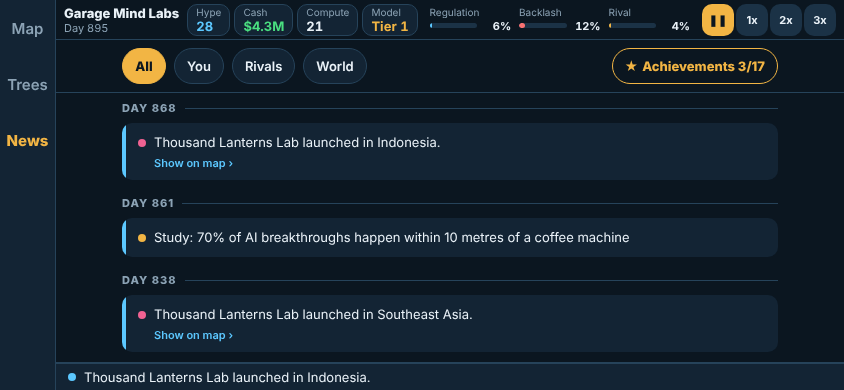 Map
Trees
News
Garage Mind Labs
Day 895
Hype
28
Cash
$4.3M
Compute
21
Model
Tier 1
Regulation
6%
Backlash
12%
Rival
4%
1x
2x
3x
All
You
Rivals
World
★ Achievements 3/17
DAY 868
Thousand Lanterns Lab launched in Indonesia.
Show on map ›
DAY 861
Study: 70% of AI breakthroughs happen within 10 metres of a coffee machine
DAY 838
Thousand Lanterns Lab launched in Southeast Asia.
Show on map ›
Thousand Lanterns Lab launched in Indonesia.